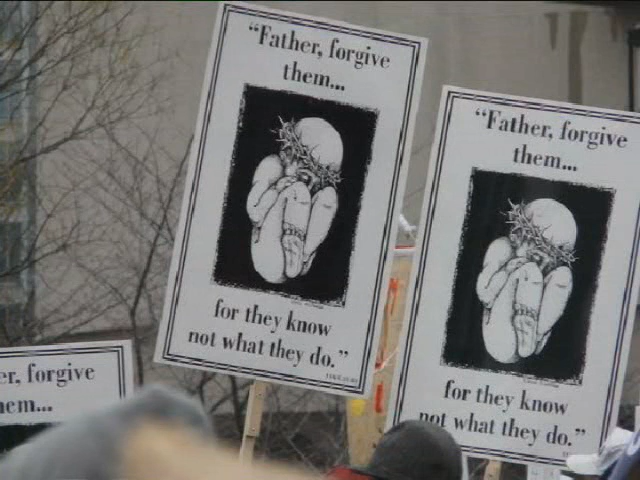 “Father, forgive
them...
for they know
not what they do.”
“Father, forgive
them...
for they know
not what they do.”
er, forgive
em...